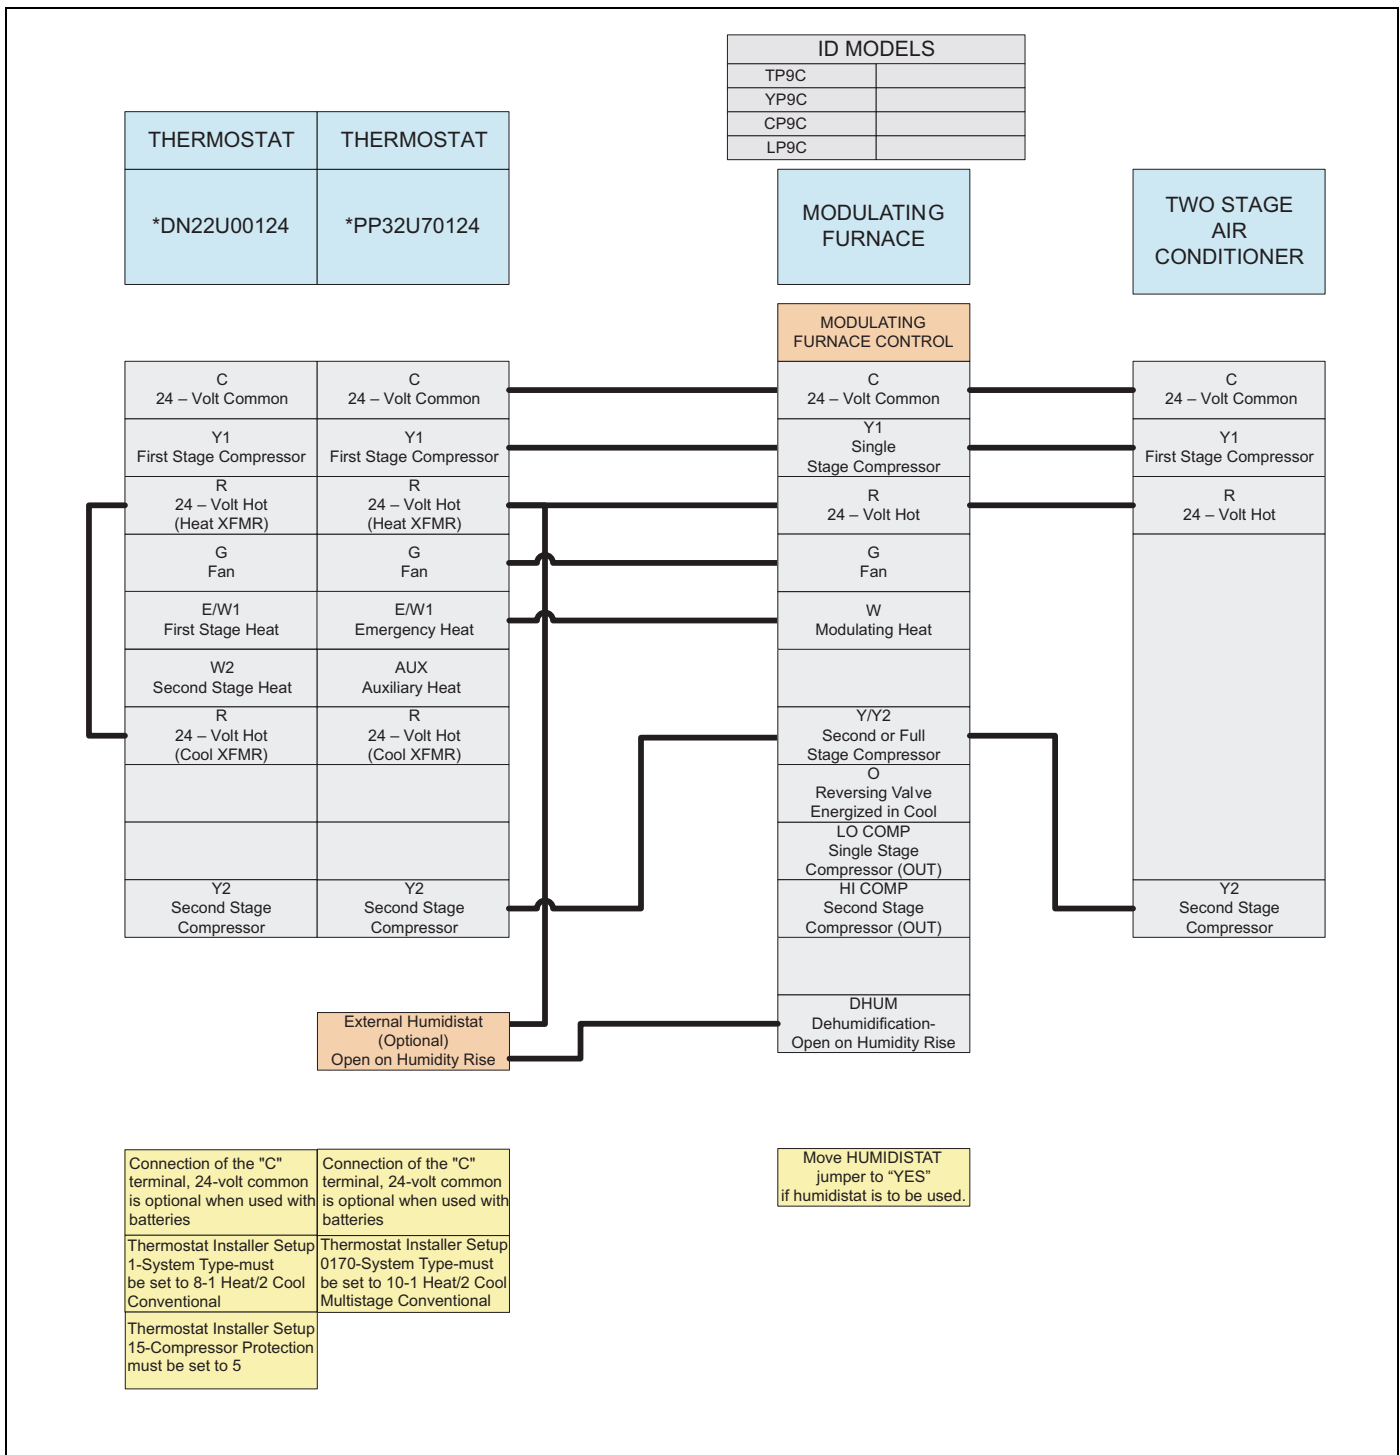 ID MODELS
TP9C
YP9C
CP9C
LP9C
THERMOSTAT
THERMOSTAT
*DN22U00124
*PP32U70124
MODULATING
FURNACE
TWO STAGE
AIR
CONDITIONER
MODULATING
FURNACE CONTROL
C
24 – Volt Common
C
24 – Volt Common
C
24 – Volt Common
C
24 – Volt Common
Y1
First Stage Compressor
Y1
First Stage Compressor
Y1
Single
Stage Compressor
Y1
First Stage Compressor
R
24 – Volt Hot
(Heat XFMR)
R
24 – Volt Hot
(Heat XFMR)
R
24 – Volt Hot
R
24 – Volt Hot
G
Fan
G
Fan
G
Fan
E/W1
First Stage Heat
E/W1
Emergency Heat
W
Modulating Heat
W2
Second Stage Heat
AUX
Auxiliary Heat
R
24 – Volt Hot
(Cool XFMR)
R
24 – Volt Hot
(Cool XFMR)
Y/Y2
Second or Full
Stage Compressor
O
Reversing Valve
Energized in Cool
LO COMP
Single Stage
Compressor (OUT)
Y2
Second Stage
Compressor
Y2
Second Stage
Compressor
HI COMP
Second Stage
Compressor (OUT)
Y2
Second Stage
Compressor
External Humidistat
(Optional)
Open on Humidity Rise
DHUM
Dehumidification-
Open on Humidity Rise
Connection of the "C"
terminal, 24-volt common
is optional when used with
batteries
Connection of the "C"
terminal, 24-volt common
is optional when used with
batteries
Move HUMIDISTAT
jumper to “YES”
if humidistat is to be used.
Thermostat Installer Setup
1-System Type-must
be set to 8-1 Heat/2 Cool
Conventional
Thermostat Installer Setup
0170-System Type-must
be set to 10-1 Heat/2 Cool
Multistage Conventional
Thermostat Installer Setup
15-Compressor Protection
must be set to 5